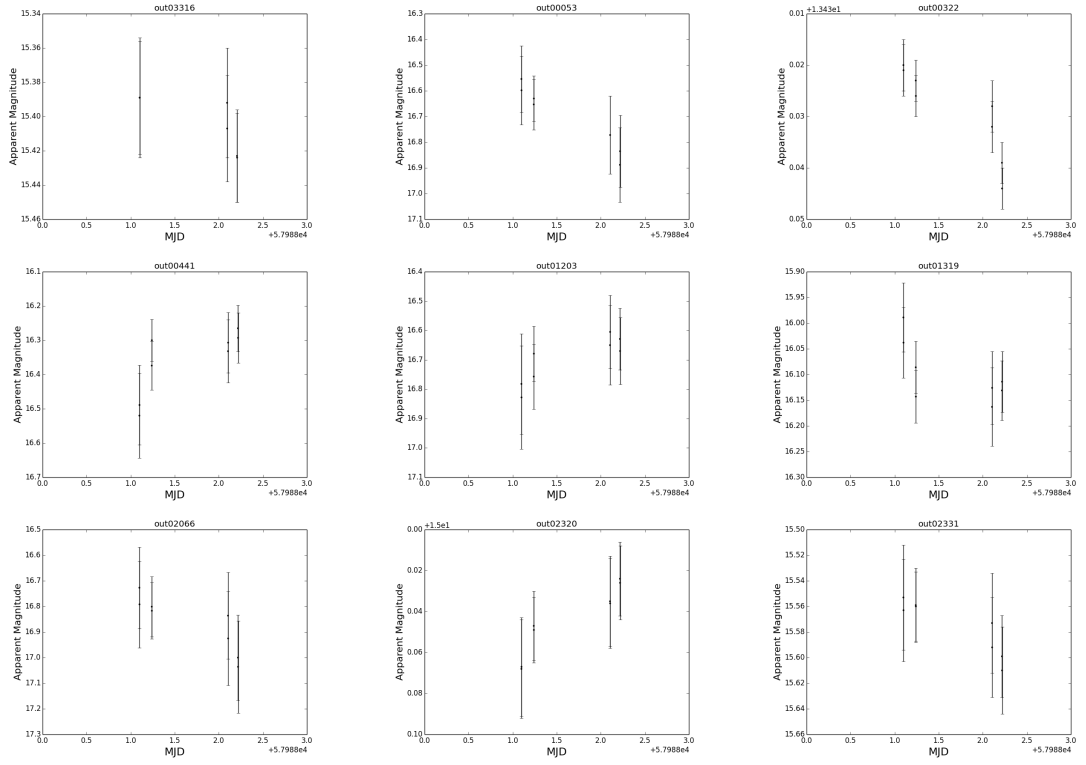 out03316
15.34
15.36
15.38
15.40
15.42
15.44
15.46
Apparent Magnitude
0.0 0.5 1.0 1.5 2.0 2.5 3.0
MJD
+5.7988e4
out00053
16.3
16.4
16.5
16.6
16.7
16.8
16.9
17.0
17.1
Apparent Magnitude
0.0 0.5 1.0 1.5 2.0 2.5 3.0
MJD
+5.7988e4
out00322
+1.343e1
0.01
0.02
0.03
0.04
0.05
Apparent Magnitude
0.0 0.5 1.0 1.5 2.0 2.5 3.0
MJD
+5.7988e4
out00441
16.1
16.2
16.3
16.4
16.5
16.6
16.7
Apparent Magnitude
0.0 0.5 1.0 1.5 2.0 2.5 3.0
MJD
+5.7988e4
out01203
16.4
16.5
16.6
16.7
16.8
16.9
17.0
17.1
Apparent Magnitude
0.0 0.5 1.0 1.5 2.0 2.5 3.0
MJD
+5.7988e4
out01319
15.90
15.95
16.00
16.05
16.10
16.15
16.20
16.25
16.30
Apparent Magnitude
0.0 0.5 1.0 1.5 2.0 2.5 3.0
MJD
+5.7988e4
out02066
16.5
16.6
16.7
16.8
16.9
17.0
17.1
17.2
17.3
Apparent Magnitude
0.0 0.5 1.0 1.5 2.0 2.5 3.0
MJD
+5.7988e4
out02320
+1.5e1
0.00
0.02
0.04
0.06
0.08
0.10
Apparent Magnitude
0.0 0.5 1.0 1.5 2.0 2.5 3.0
MJD
+5.7988e4
out02331
15.50
15.52
15.54
15.56
15.58
15.60
15.62
15.64
15.66
Apparent Magnitude
0.0 0.5 1.0 1.5 2.0 2.5 3.0
MJD
+5.7988e4